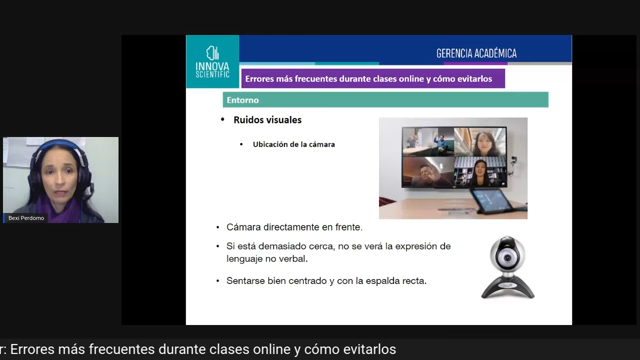 INNOVA
SCIENTIFIC
GERENCIA ACADÉMICA
Errores más frecuentes durante clases online y cómo evitarlos
Entorno
• Ruidos visuales
• Ubicación de la cámara
• Cámara directamente en frente.
• Si está demasiado cerca, no se verá la expresión de
lenguaje no verbal.
• Sentarse bien centrado y con la espalda recta.
Bexi Perdomo
r: Errores más frecuentes durante clases online y cómo evitarlos